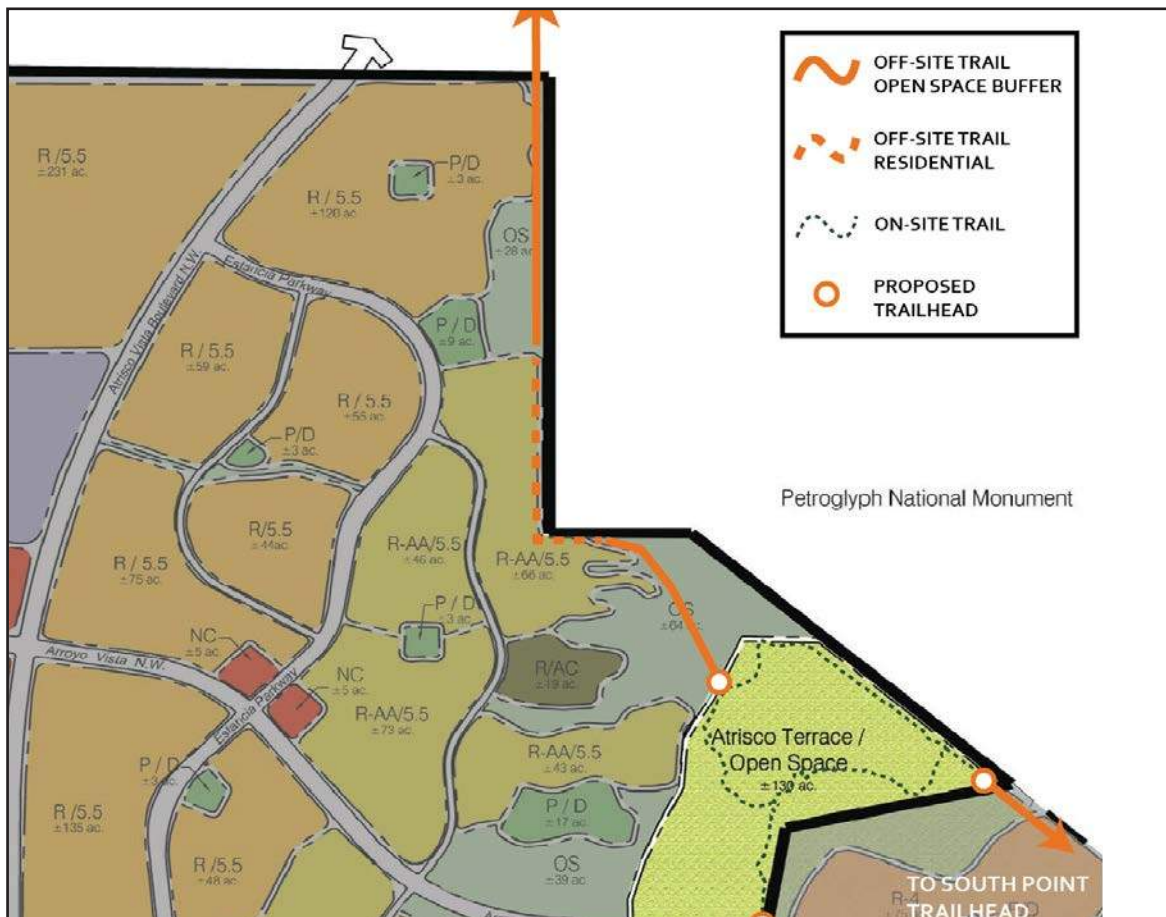 OFF-SITE TRAIL
OPEN SPACE BUFFER
OFF-SITE TRAIL
RESIDENTIAL
ON-SITE TRAIL
PROPOSED
TRAILHEAD
R /5.5
±231 ac.
P/D
±3 ac.
R / 5.5
±120 ac.
OS
±28 ac
Estancia Parkway
Atrisco Vista Boulevard N.W.
P / D
±9 ac.
R / 5.5
±59 ac.
R / 5.5
±55 ac.
P/D
±3 ac.
Petroglyph National Monument
R/5.5
±44ac.
R-AA/5.5
±46 ac.
R-AA/5.5
±66 ac.
R / 5.5
±75 ac.
P / D
±3 ac.
OS
±64 ac.
NC
±5 ac.
Arroyo Vista N.W.
R/AC
±19 ac.
NC
±5 ac.
Estancia Parkway
R-AA/5.5
±73 ac.
Atrisco Terrace /
Open Space
±130 ac.
R-AA/5.5
±43 ac.
P / D
±3 ac.
P / D
±17 ac.
R /5.5
±135 ac.
R /5.5
±48 ac.
OS
±39 ac.
R-4
TO SOUTH POINT
TRAILHEAD